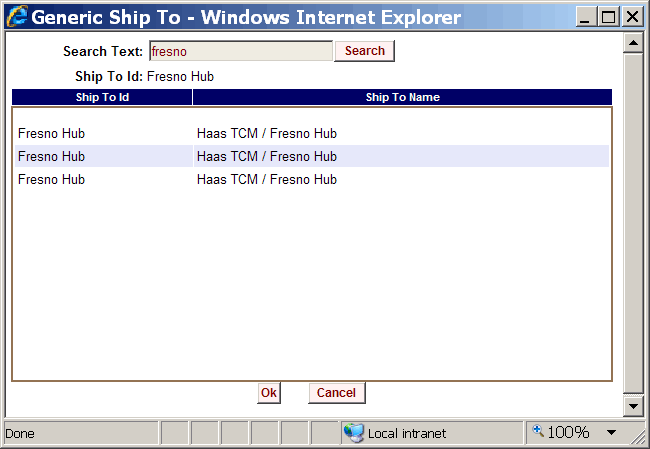 Generic Ship To - Windows Internet Explorer
Search Text: fresno Search
Ship To Id: Fresno Hub
Ship To Id Ship To Name
Fresno Hub Haas TCM / Fresno Hub
Fresno Hub Haas TCM / Fresno Hub
Fresno Hub Haas TCM / Fresno Hub
Ok Cancel
Done Local intranet 100%